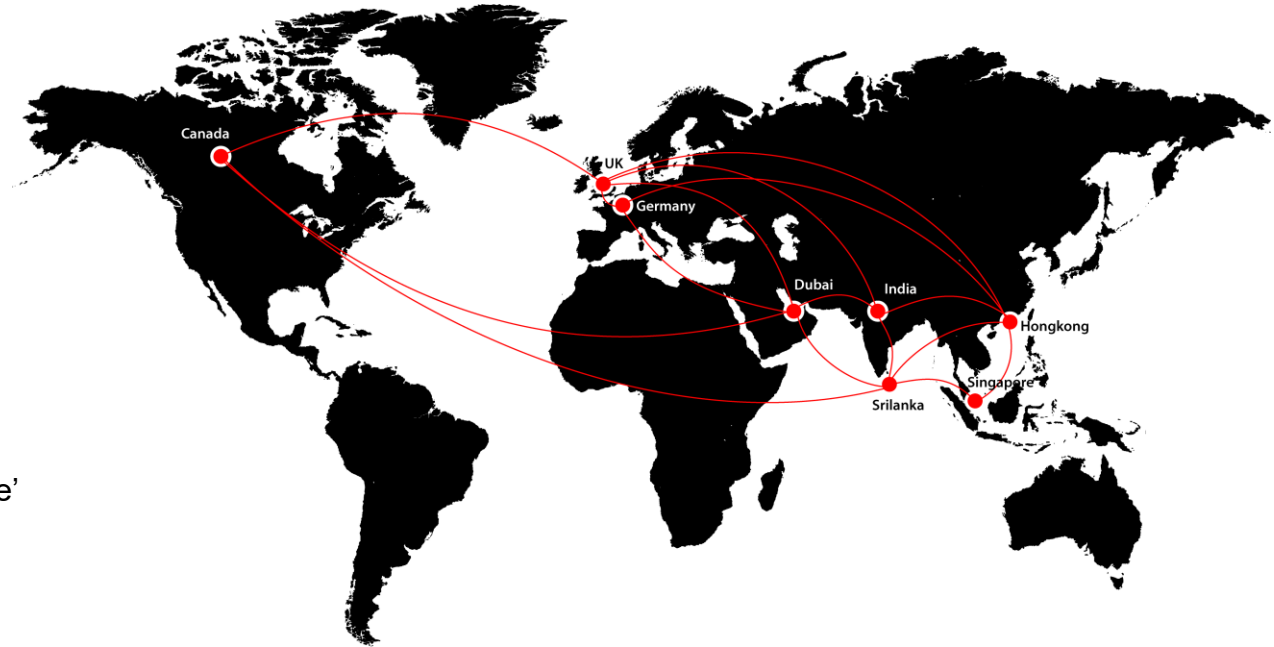 Canada
UK
Germany
Dubai
India
Hongkong
Singapore
Srilanka
e’